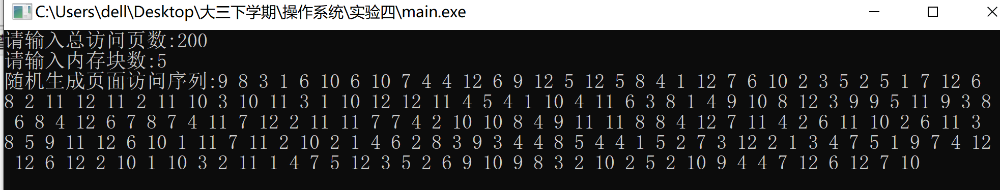 C:\Users\dell\Desktop\大三下学期\操作系统\实验四\main.exe
请输入总访问页数:200
请输入内存块数:5
随机生成页面访问序列:9 8 3 1 6 10 6 10 7 4 4 12 6 9 12 5 12 5 8 4 1 12 7 6 10 2 3 5 2 5 1 7 12 6
8 2 11 12 11 2 11 10 3 10 11 3 1 10 12 12 11 4 5 4 1 10 4 11 6 3 8 1 4 9 10 8 12 3 9 9 5 11 9 3 8
6 8 4 12 6 7 8 7 4 11 7 12 2 11 11 7 7 4 2 10 10 8 4 9 11 11 8 8 4 12 7 11 4 2 6 11 10 2 6 11 3
8 5 9 11 12 6 10 1 11 7 11 2 10 2 1 4 6 2 8 3 9 3 4 4 8 5 4 4 1 5 2 7 3 12 2 1 3 4 7 5 1 9 7 4 12
12 6 12 2 10 1 10 3 2 11 1 4 7 5 12 3 5 2 6 9 10 9 8 3 2 10 2 5 2 10 9 4 4 7 12 6 12 7 10